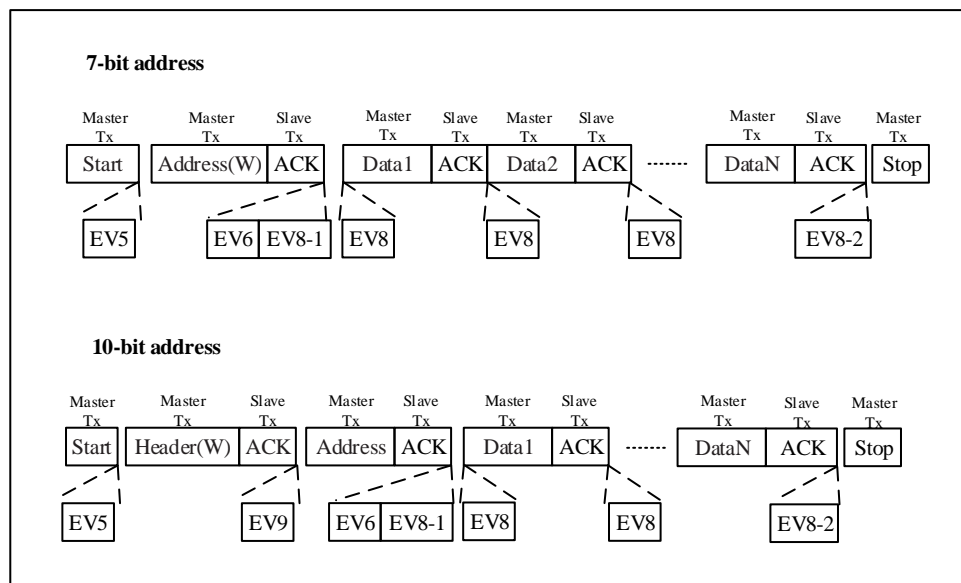 7-bit address
Master Master Slave Master Slave Master Slave Master Slave Master
Tx Tx Tx Tx Tx Tx Tx Tx Tx Tx
Start Address(W) ACK Data1 ACK Data2 ACK ........ DataN ACK Stop
EV5 EV6 EV8-1 EV8 EV8 EV8 EV8-2
10-bit address
Master Master Slave Master Slave Master Slave Master Slave Master
Tx Tx Tx Tx Tx Tx Tx Tx Tx Tx
Start Header(W) ACK Address ACK Data1 ACK ........ DataN ACK Stop
EV5 EV9 EV6 EV8-1 EV8 EV8 EV8-2